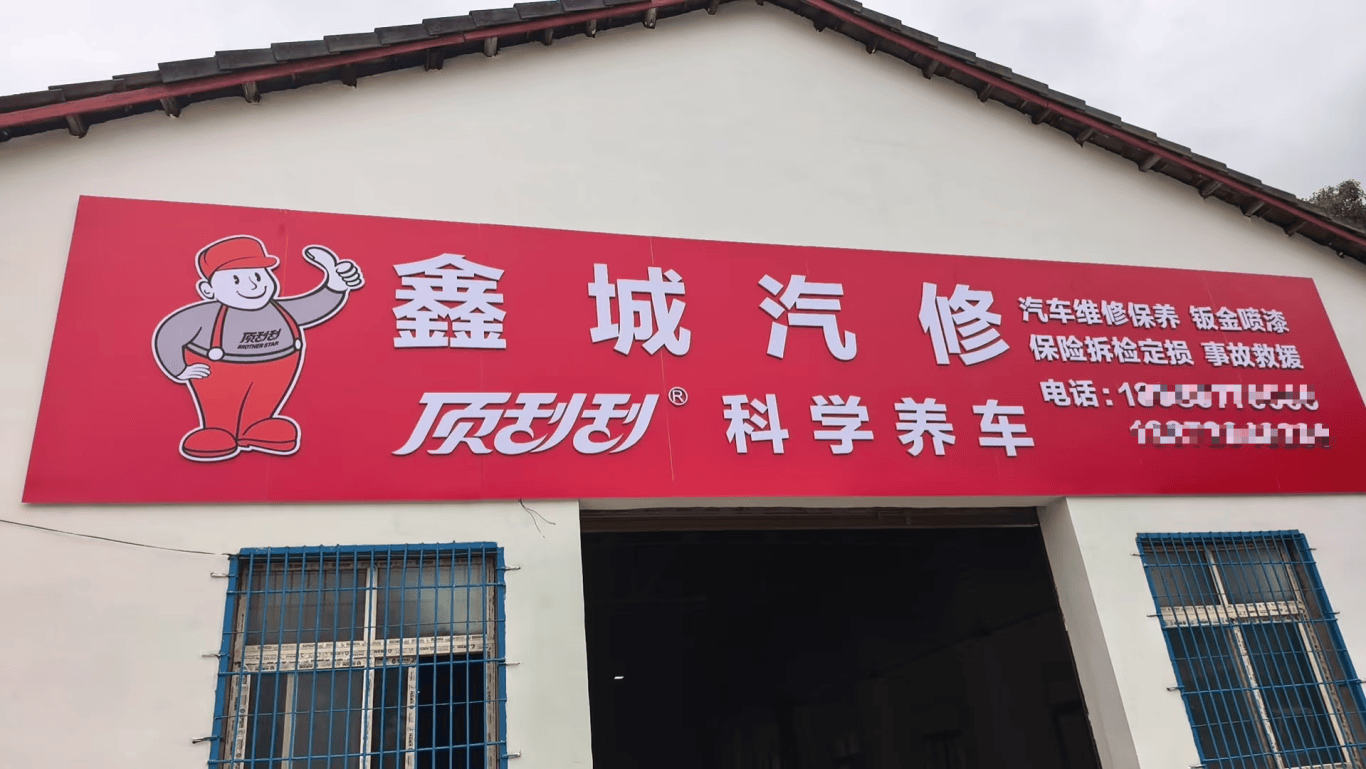 鑫城汽修
汽车维修保养 钣金喷漆
保险拆检定损 事故救援
电话:
顶刮刮® 科学养车
顶刮刮
BROTHER STAR